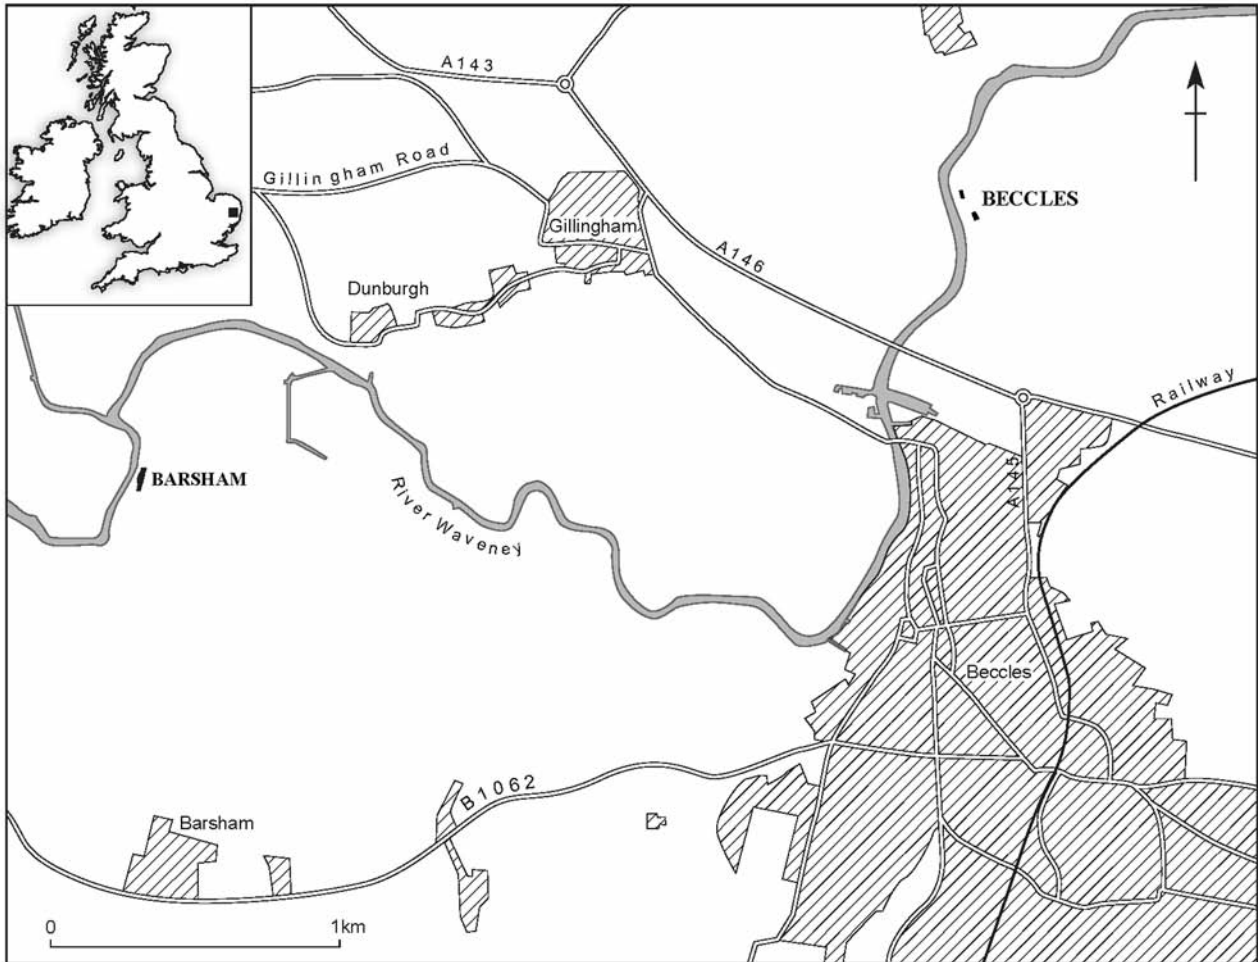 A143
Gillingham Road
BECCLES
Gillingham
A146
Dunburgh
Railway
A145
BARSHAM
River Waveney
Beccles
B1062
Barsham
0 1km